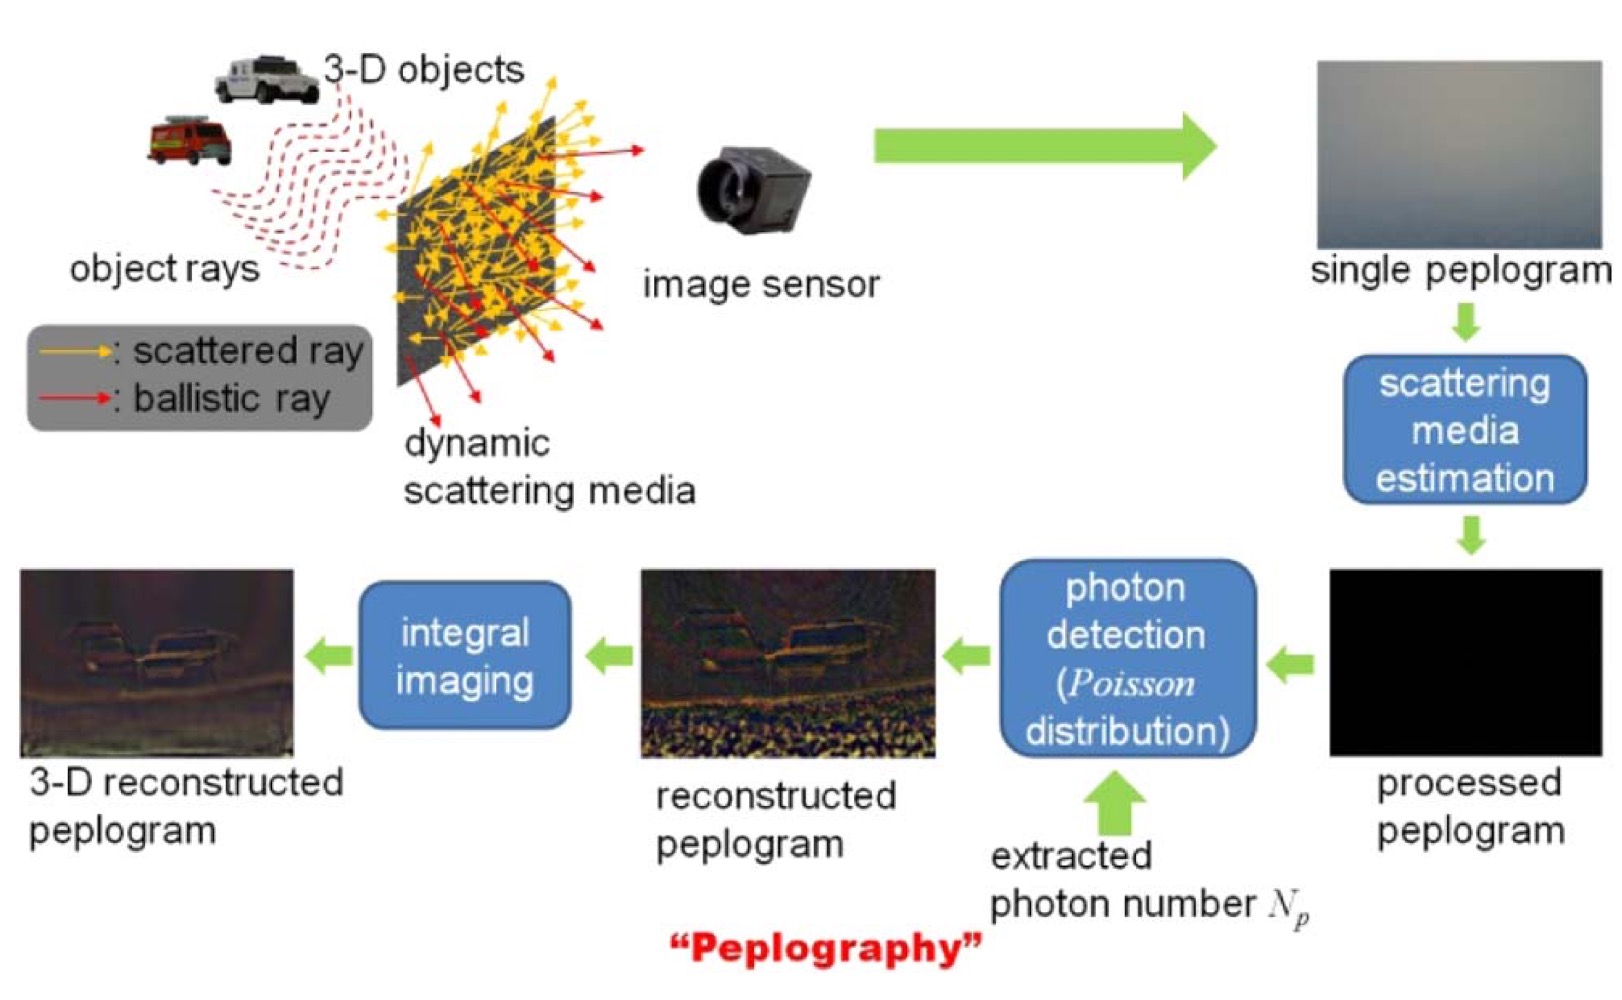 3-D objects
object rays
: scattered ray
: ballistic ray
dynamic
scattering media
image sensor
single peplogram
scattering
media
estimation
processed
peplogram
photon
detection
(Poisson
distribution)
extracted
photon number Np
reconstructed
peplogram
integral
imaging
3-D reconstructed
peplogram
“Peplography”